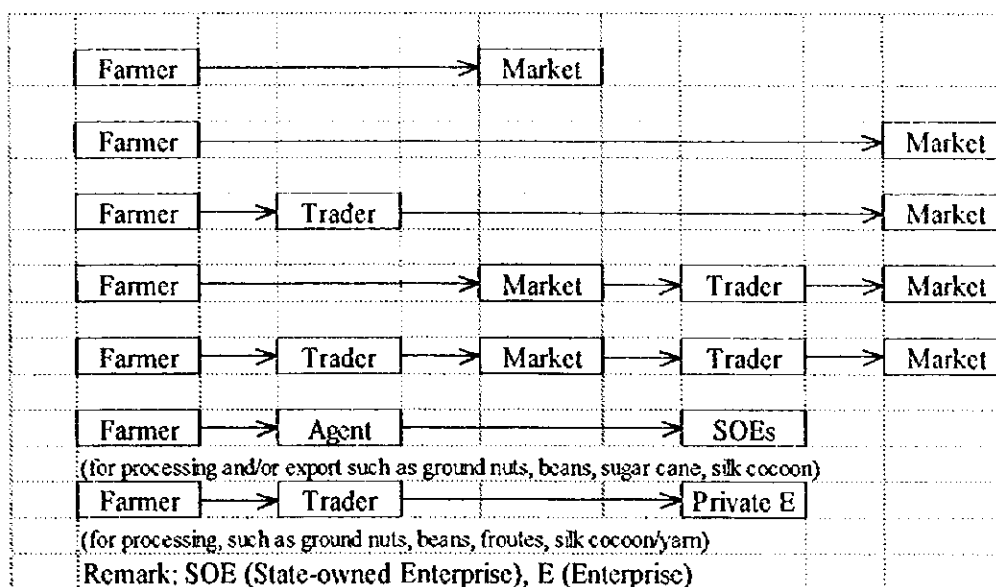 Farmer Market
Farmer Market
Farmer Trader Market
Farmer Market Trader Market
Farmer Trader Market Trader Market
Farmer Agent SOEs
(for processing and/or export such as ground nuts, beans, sugar cane, silk cocoon)
Farmer Trader Private E
(for processing, such as ground nuts, beans, froutes, silk cocoon/yarn)
Remark: SOE (State-owned Enterprise), E (Enterprise)